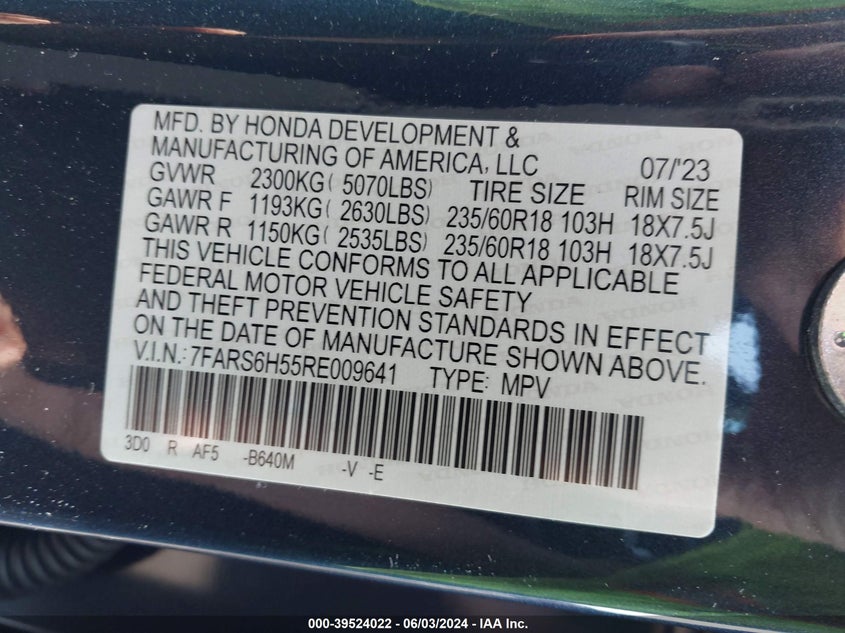 MFD. BY HONDA DEVELOPMENT &
MANUFACTURING OF AMERICA, LLC 07/'23
GVWR 2300KG( 5070LBS) TIRE SIZE RIM SIZE
GAWR F 1193KG( 2630LBS) 235/60R18 103H 18X7.5J
GAWR R 1150KG( 2535LBS) 235/60R18 103H 18X7.5J
THIS VEHICLE CONFORMS TO ALL APPLICABLE
FEDERAL MOTOR VEHICLE SAFETY
AND THEFT PREVENTION STANDARDS IN EFFECT
ON THE DATE OF MANUFACTURE SHOWN ABOVE.
V.I.N.: 7FARS6H55RE009641 TYPE: MPV
3D0 R AF5 -B640M -V -E
000-39524022 - 06/03/2024 - IAA Inc.